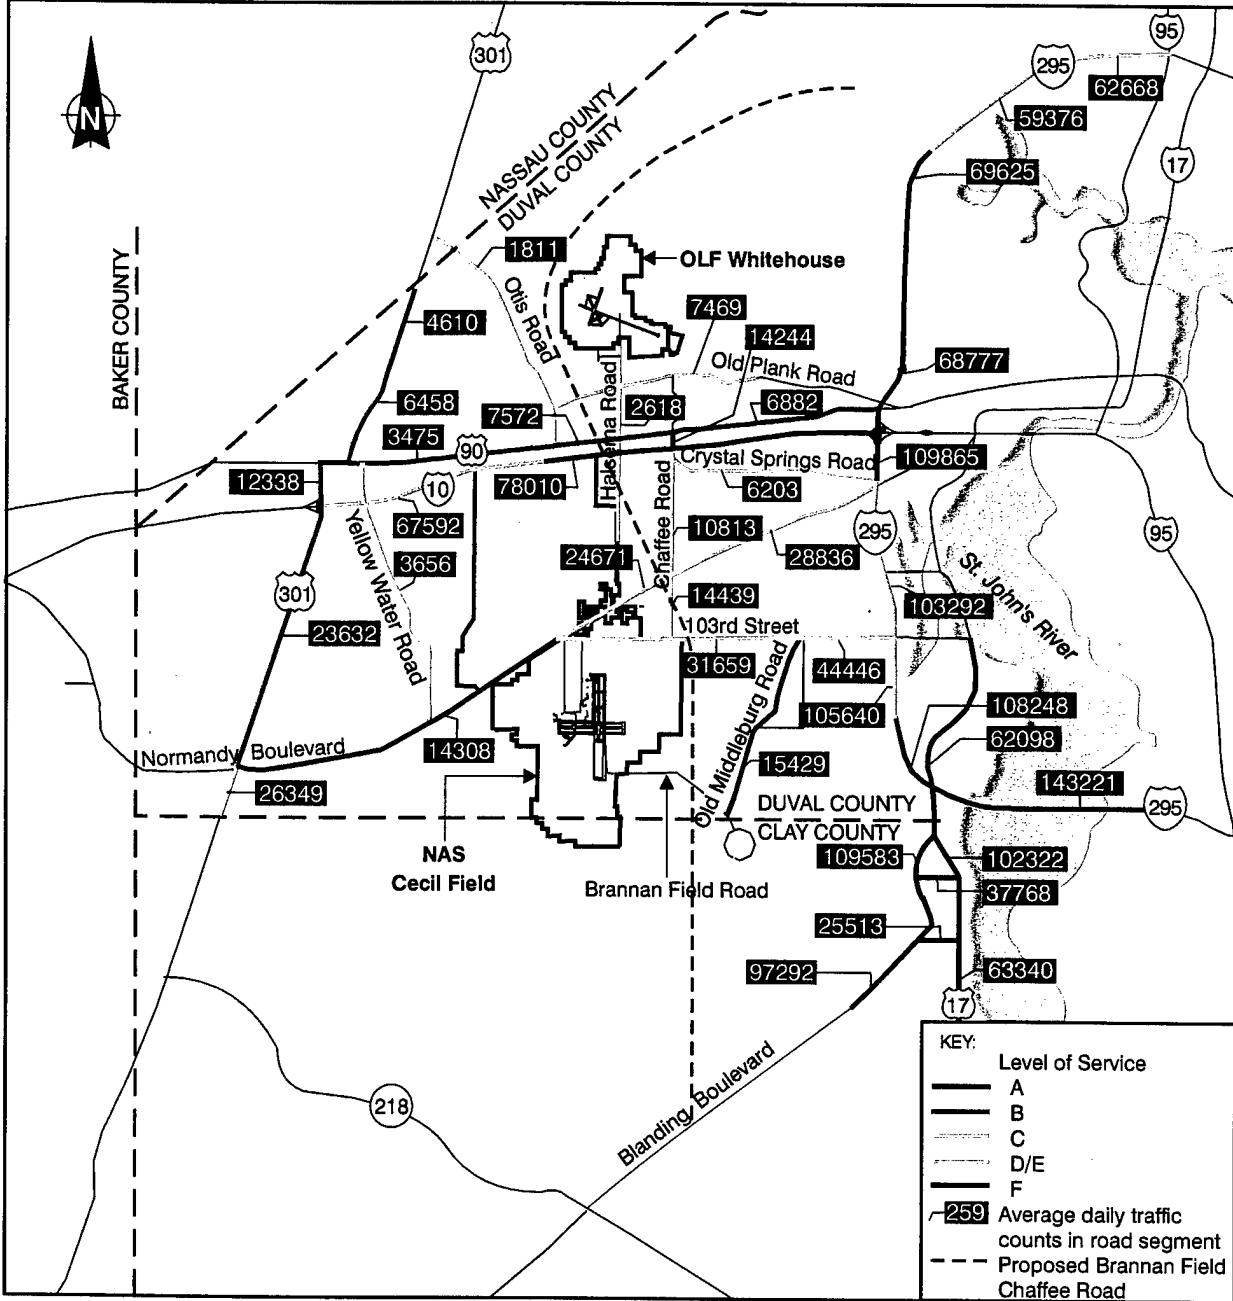 301
95
295
62668
59376
N
17
69625
NASSAU COUNTY
DUVAL COUNTY
1811
OLF Whitehouse
BAKER COUNTY
Otis Road
4610
7469
14244
Old Plank Road
68777
6458
7572
2618
6882
3475
90
Halsema Road
Crystal Springs Road
109865
12338
10
78010
6203
67592
Yellow Water Road
Chaffee Road
10813
295
95
3656
24671
28836
St. John's River
301
14439
103292
23632
103rd Street
31659
44446
Old Middleburg Road
105640
108248
Normandy Boulevard
14308
62098
15429
143221
26349
DUVAL COUNTY
295
CLAY COUNTY
NAS
Cecil Field
109583
102322
Brannan Field Road
37768
25513
97292
63340
17
218
Blanding Boulevard
KEY:
Level of Service
A
B
C
D/E
F
259 Average daily traffic
counts in road segment
Proposed Brannan Field
Chaffee Road